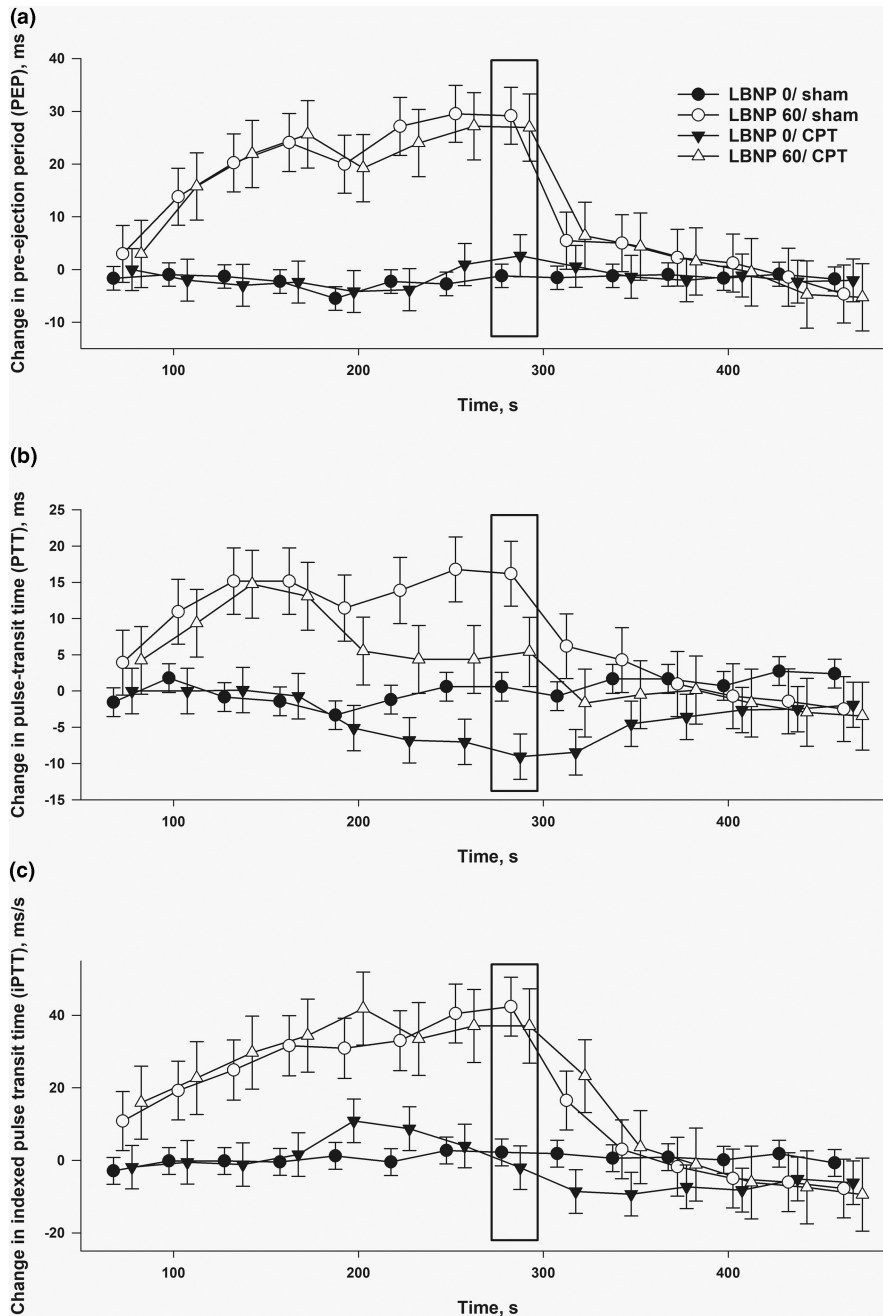 (a)
Change in pre-ejection period (PEP), ms
40
30
20
10
0
-10
LBNP 0/ sham
LBNP 60/ sham
LBNP 0/ CPT
LBNP 60/ CPT
100
200
300
400
Time, s
(b)
Change in pulse-transit time (PTT), ms
25
20
15
10
5
0
-5
-10
-15
100
200
300
400
Time, s
(c)
Change in indexed pulse transit time (iPTT), ms/s
40
20
0
-20
100
200
300
400
Time, s